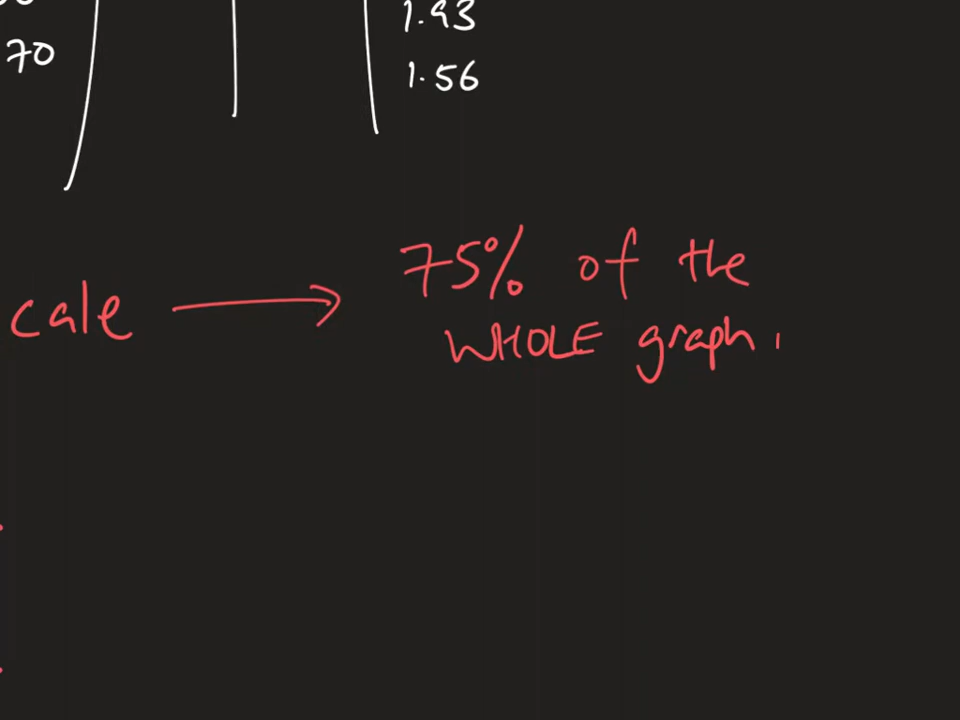 1.93
70
1.56
75% of the
cale →
WHOLE graph